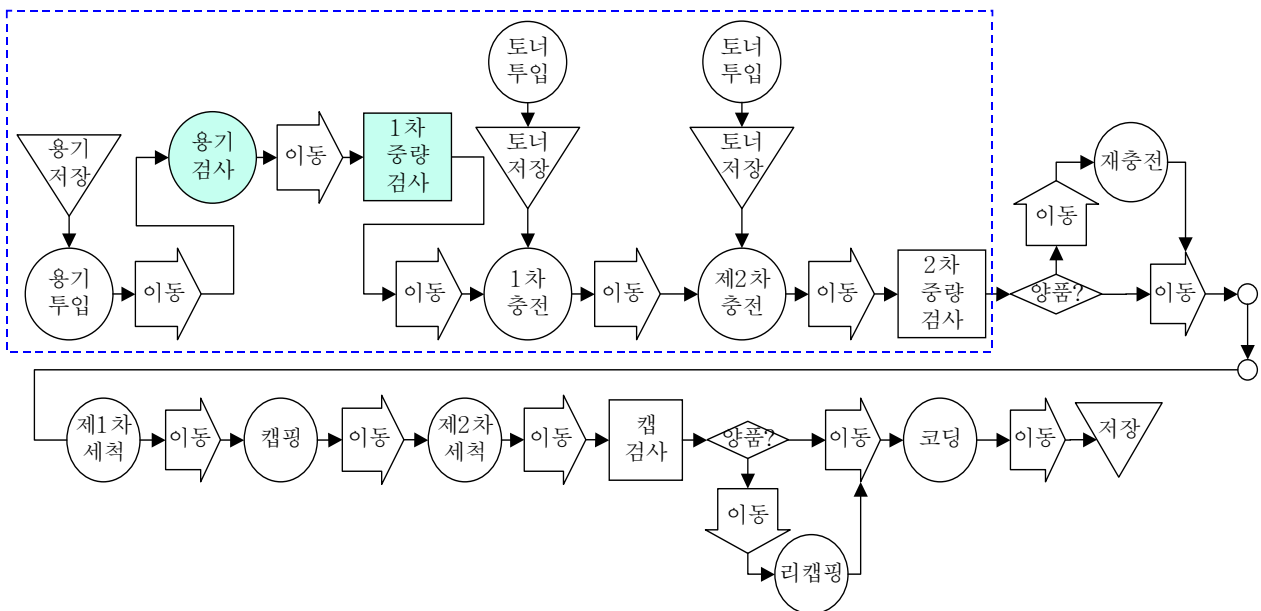 토너
투입
토너
투입
용기
저장
용기
검사
이동
1차
중량
검사
토너
저장
토너
저장
재충전
이동
용기
투입
이동
이동
1차
충전
이동
제2차
충전
이동
2차
중량
검사
양품?
이동
제1차
세척
이동
캡핑
이동
제2차
세척
이동
캡
검사
양품?
이동
코딩
이동
저장
이동
리캡핑